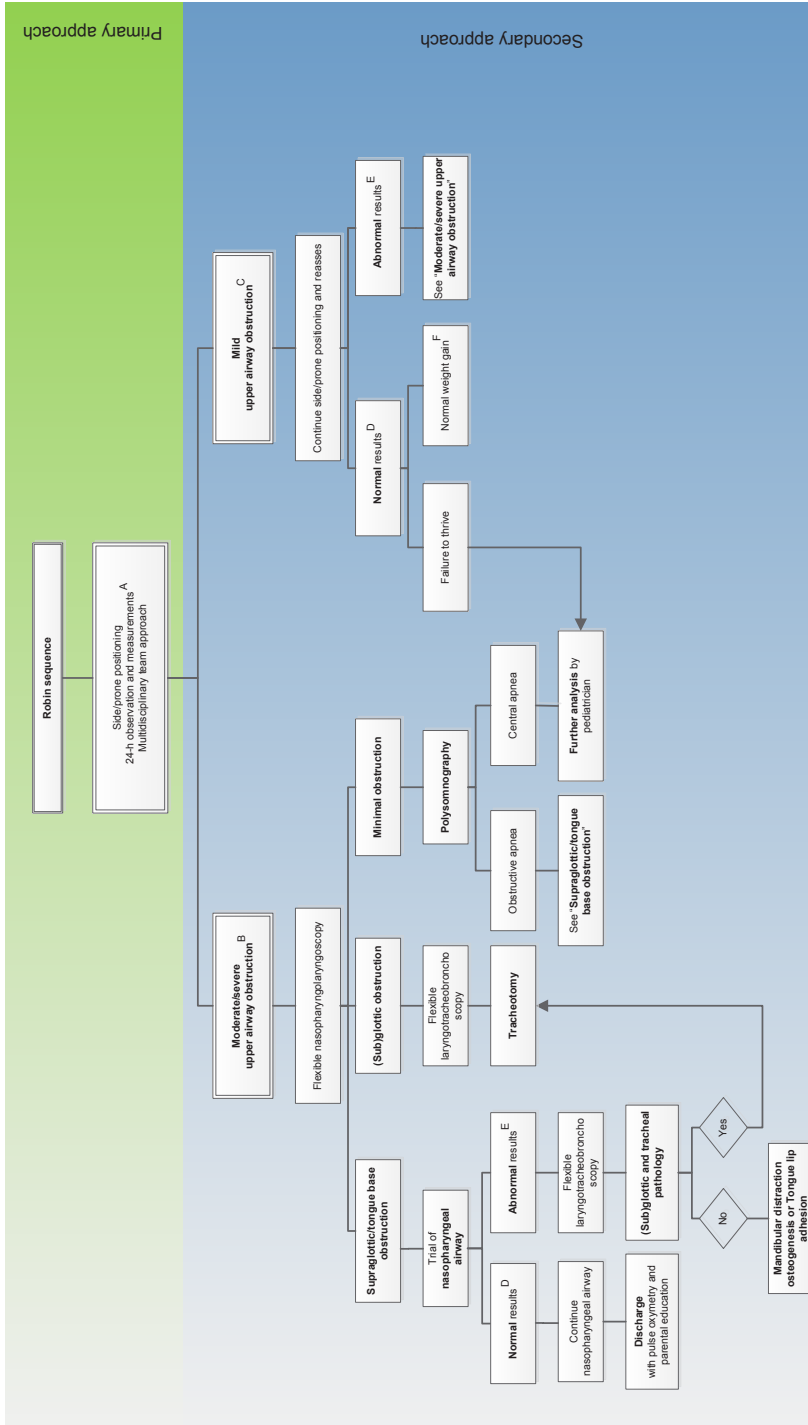 Primary approach
Secondary approach
Robin sequence
Side/prone positioning
24-h observation and measurements A
Multidisciplinary team approach
Moderate/severe
upper airway obstruction B
Mild
upper airway obstruction C
Flexible nasopharyngolaryngoscopy
Continue side/prone positioning and reasses
Supraglottic/tongue base
obstruction
(Sub)glottic obstruction
Minimal obstruction
Normal results D
Abnormal results E
Trial of
nasopharyngeal
airway
Flexible
laryngotracheobroncho
scopy
Polysomnography
Failure to thrive
Normal weight gain F
See "Moderate/severe upper
airway obstruction"
Normal results D
Abnormal results E
Tracheotomy
Obstructive apnea
Central apnea
Continue
nasopharyngeal airway
Flexible
laryngotracheobroncho
scopy
See "Supraglottic/tongue
base obstruction"
Further analysis by
pediatrician
Discharge
with pulse oxymetry and
parental education
(Sub)glottic and tracheal
pathology
No
Yes
Mandibular distraction
osteogenesis or Tongue lip
adhesion